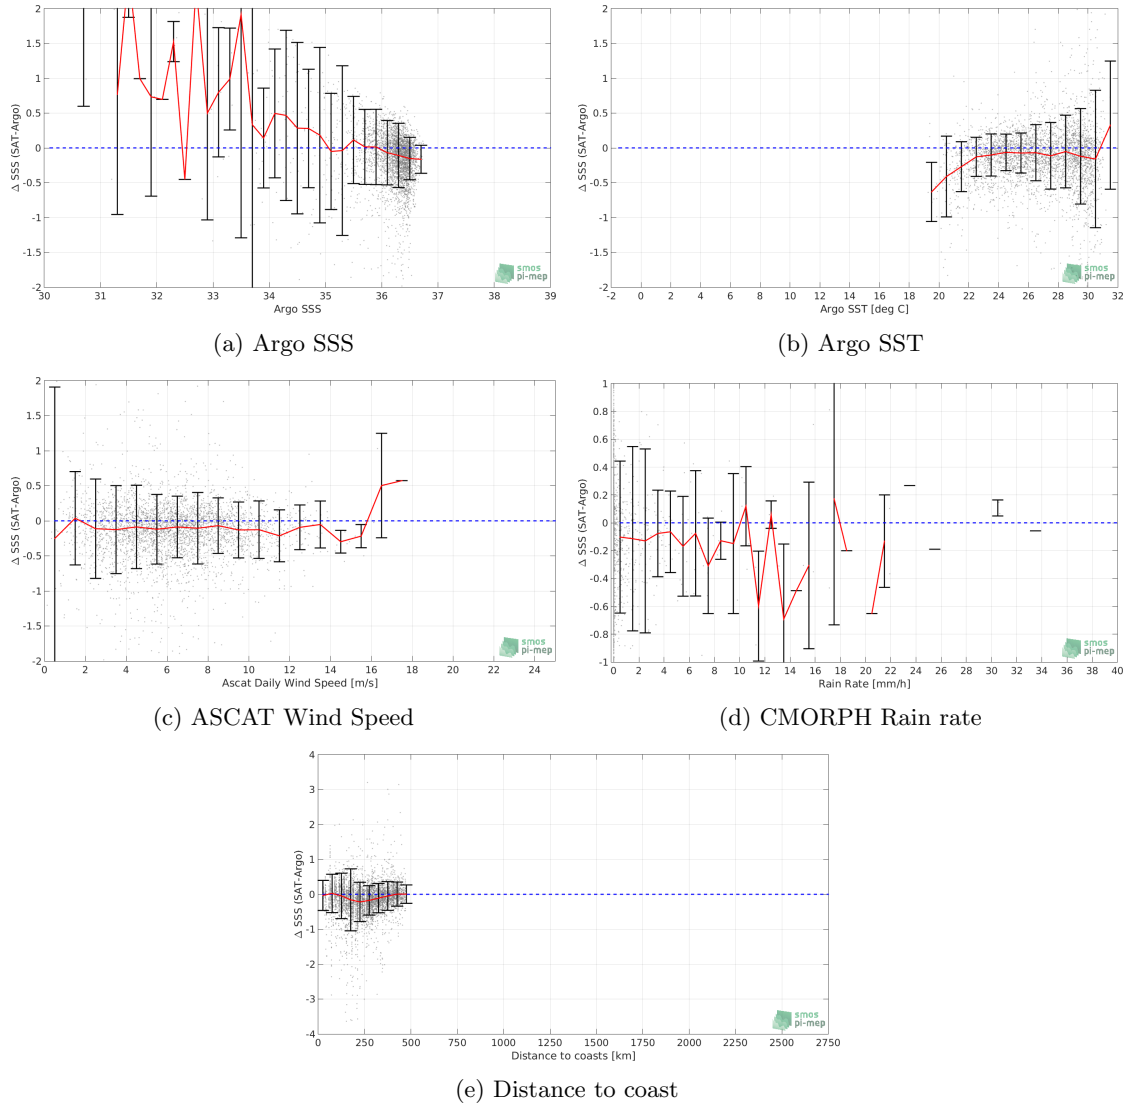 2
1.5
1
0.5
0
-0.5
-1
-1.5
-2
Δ SSS (SAT-Argo)
30 31 32 33 34 35 36 37 38 39
Argo SSS
smos
pi-mep
(a) Argo SSS
2
1.5
1
0.5
0
-0.5
-1
-1.5
-2
Δ SSS (SAT-Argo)
-2 0 2 4 6 8 10 12 14 16 18 20 22 24 26 28 30 32
Argo SST [deg C]
smos
pi-mep
(b) Argo SST
2
1.5
1
0.5
0
-0.5
-1
-1.5
-2
Δ SSS (SAT-Argo)
0 2 4 6 8 10 12 14 16 18 20 22 24
Ascat Daily Wind Speed [m/s]
smos
pi-mep
(c) ASCAT Wind Speed
1
0.8
0.6
0.4
0.2
0
-0.2
-0.4
-0.6
-0.8
-1
Δ SSS (SAT-Argo)
0 2 4 6 8 10 12 14 16 18 20 22 24 26 28 30 32 34 36 38 40
Rain Rate [mm/h]
smos
pi-mep
(d) CMORPH Rain rate
4
3
2
1
0
-1
-2
-3
-4
Δ SSS (SAT-Argo)
0 250 500 750 1000 1250 1500 1750 2000 2250 2500 2750
Distance to coasts [km]
smos
pi-mep
(e) Distance to coast